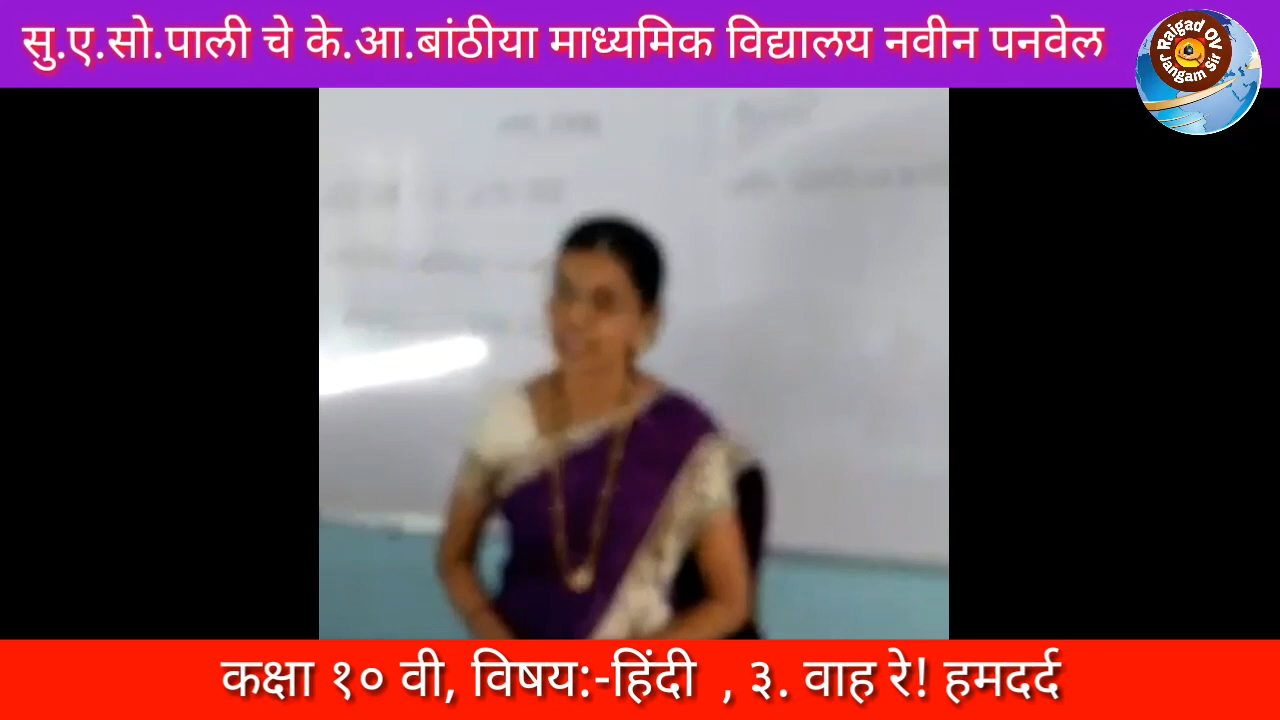 सु.ए.सो.पाली चे के.आ.बांठीया माध्यमिक विद्यालय नवीन पनवेल
Raigad OV
Jangam Sir
कक्षा १० वी, विषय:-हिंदी , ३. वाह रे! हमदर्द